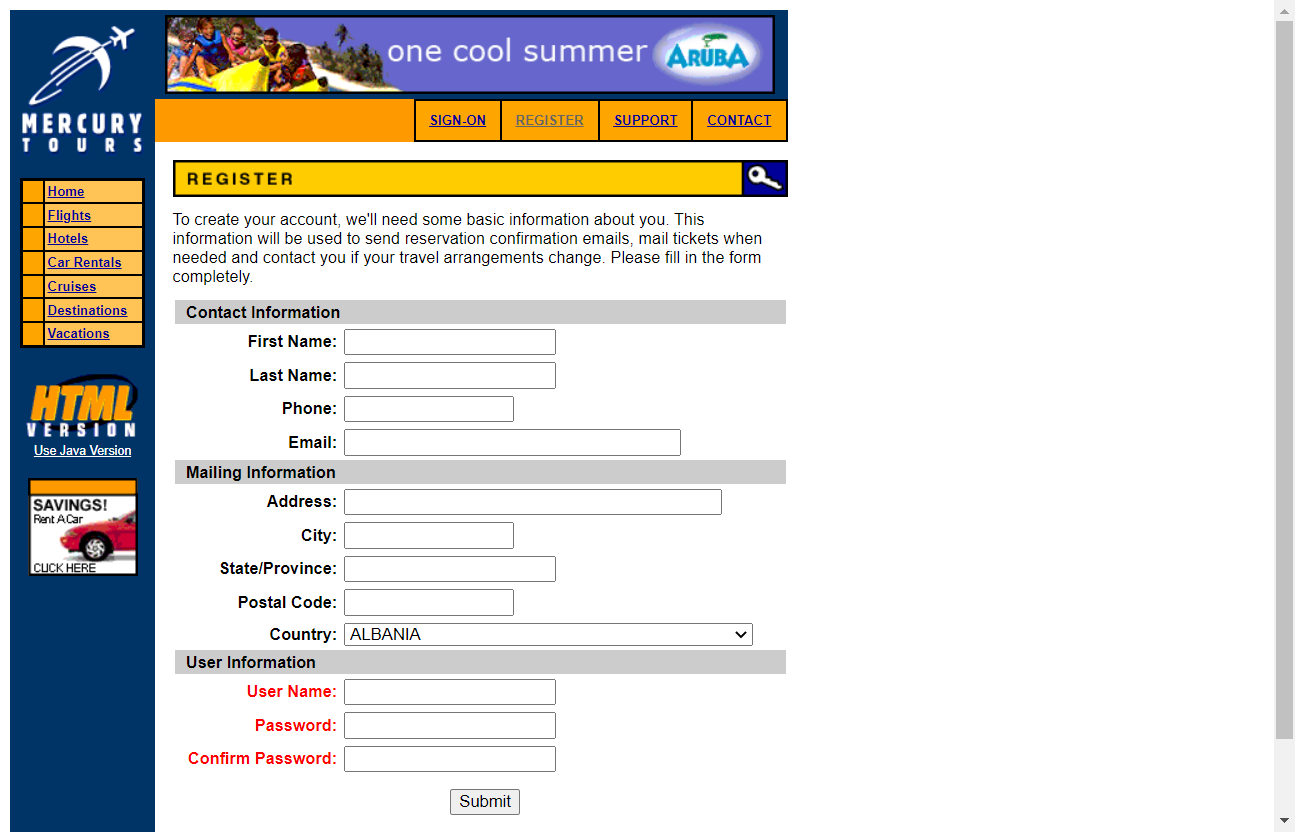 MERCURY
TOURS
one cool summer
ARUBA
SIGN-ON
REGISTER
SUPPORT
CONTACT
Home
Flights
Hotels
Car Rentals
Cruises
Destinations
Vacations
HTML
VERSION
Use Java Version
SAVINGS!
Rent A Car
CLICK HERE
REGISTER
To create your account, we'll need some basic information about you. This
information will be used to send reservation confirmation emails, mail tickets when
needed and contact you if your travel arrangements change. Please fill in the form
completely.
Contact Information
First Name:
Last Name:
Phone:
Email:
Mailing Information
Address:
City:
State/Province:
Postal Code:
Country: ALBANIA
User Information
User Name:
Password:
Confirm Password:
Submit